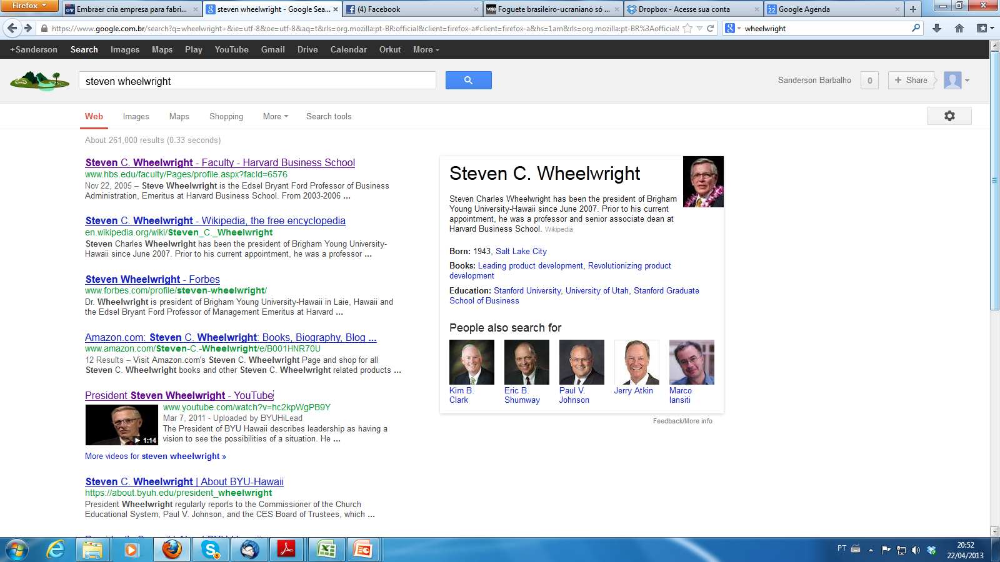 Firefox
Embraer cria empresa para fabri...
steven wheelwright - Google Sea...
(4) Facebook
Foguete brasileiro-ucraniano só ...
Dropbox - Acesse sua conta
Google Agenda
https://www.google.com.br/search?q=wheelwright+&ie=utf-8&oe=utf-8&aq=t&rls=org.mozilla:pt-BR:official&client=firefox-a#client=firefox-a&hs=1am&rls=org.mozilla:pt-BR%3Aofficial&
wheelwright
+Sanderson Search Images Maps Play YouTube Gmail Drive Calendar Orkut More
steven wheelwright
Sanderson Barbalho 0 + Share
Web Images Maps Shopping More Search tools
About 261,000 results (0.33 seconds)
Steven C. Wheelwright - Faculty - Harvard Business School
www.hbs.edu/faculty/Pages/profile.aspx?facId=6576
Nov 22, 2005 – Steve Wheelwright is the Edsel Bryant Ford Professor of Business
Administration, Emeritus at Harvard Business School. From 2003-2006 ...
Steven C. Wheelwright - Wikipedia, the free encyclopedia
en.wikipedia.org/wiki/Steven_C._Wheelwright
Steven Charles Wheelwright has been the president of Brigham Young University-
Hawaii since June 2007. Prior to his current appointment, he was a professor ...
Steven Wheelwright - Forbes
www.forbes.com/profile/steven-wheelwright/
Dr. Wheelwright is president of Brigham Young University-Hawaii in Laie, Hawaii and
the Edsel Bryant Ford Professor of Management Emeritus at Harvard ...
Amazon.com: Steven C. Wheelwright: Books, Biography, Blog ...
www.amazon.com/Steven-C.-Wheelwright/e/B001HNR70U
12 Results – Visit Amazon.com's Steven C. Wheelwright Page and shop for all
Steven C. Wheelwright books and other Steven C. Wheelwright related products ...
President Steven Wheelwright - YouTube
www.youtube.com/watch?v=hc2kpWgPB9Y
Mar 7, 2011 - Uploaded by BYUHiLead
The President of BYU Hawaii describes leadership as having a
vision to see the possibilities of a situation. He ...
1:14
More videos for steven wheelwright »
Steven C. Wheelwright | About BYU-Hawaii
https://about.byuh.edu/president_wheelwright
President Wheelwright regularly reports to the Commissioner of the Church
Educational System, Paul V. Johnson, and the CES Board of Trustees, which ...
Steven C. Wheelwright
Steven Charles Wheelwright has been the president of Brigham
Young University-Hawaii since June 2007. Prior to his current
appointment, he was a professor and senior associate dean at
Harvard Business School. Wikipedia
Born: 1943, Salt Lake City
Books: Leading product development, Revolutionizing product
development
Education: Stanford University, University of Utah, Stanford Graduate
School of Business
People also search for
Kim B.
Clark
Eric B.
Shumway
Paul V.
Johnson
Jerry Atkin
Marco
Iansiti
Feedback/More info
PT
20:52
22/04/2013